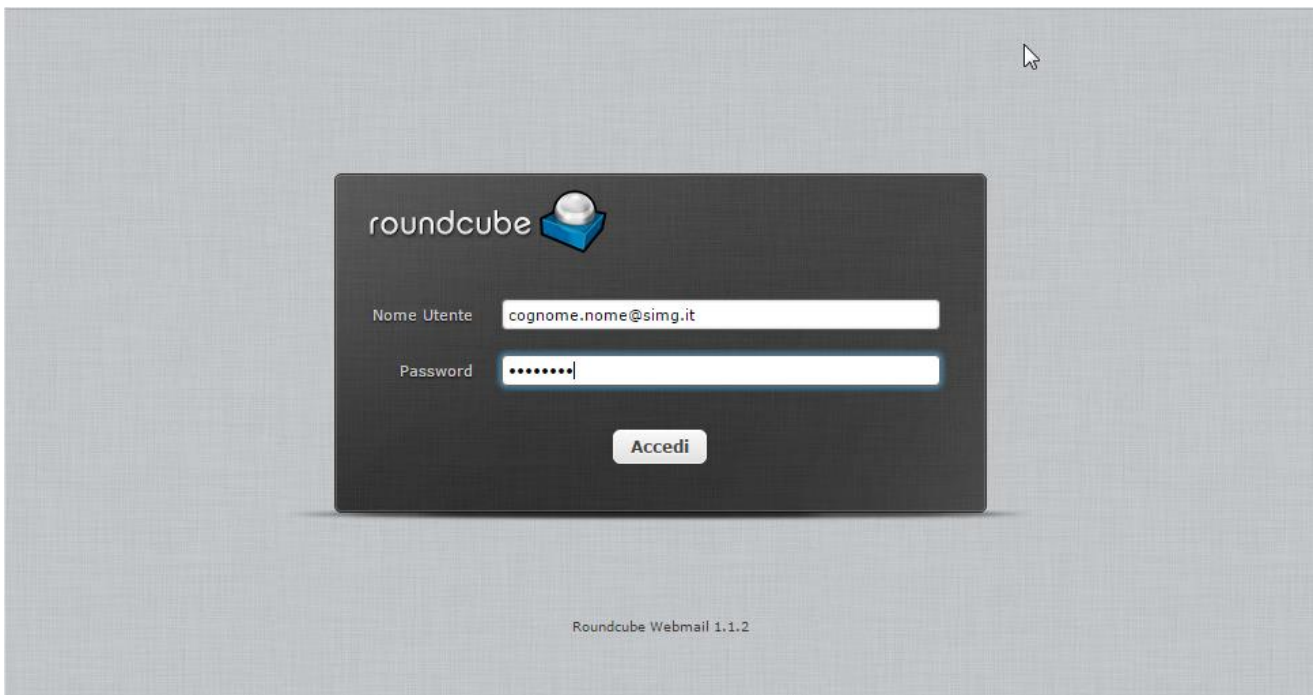 roundcube
Nome Utente cognome.nome@simg.it
Password ••••••••
Accedi
Roundcube Webmail 1.1.2